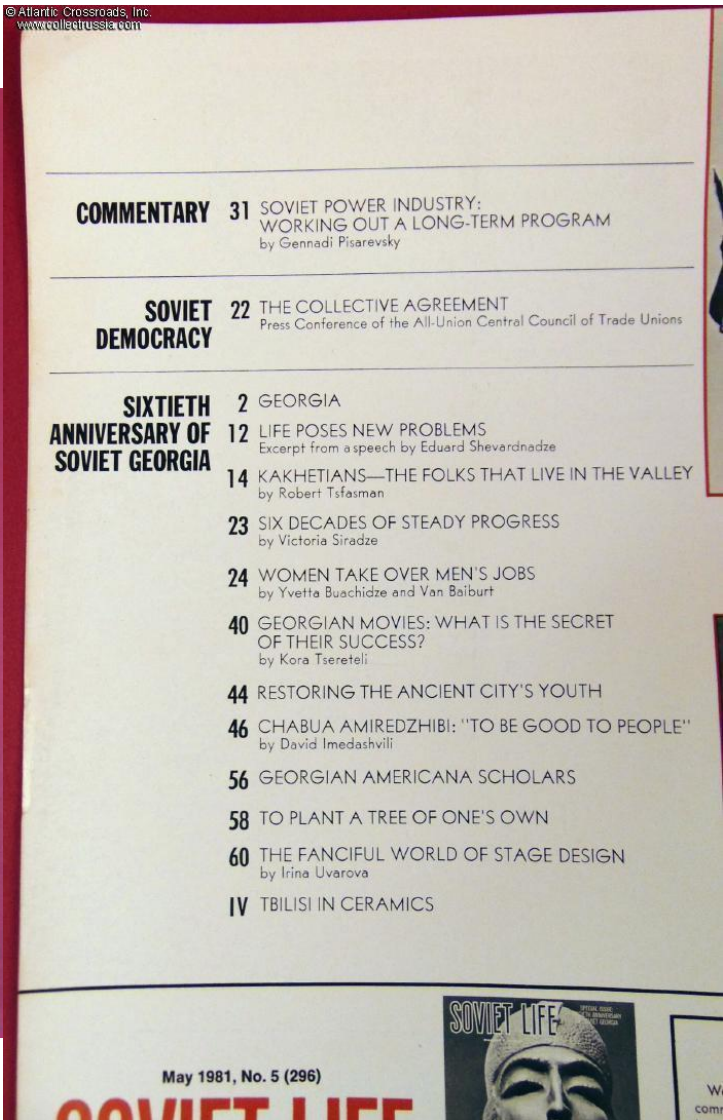 © Atlantic Crossroads, Inc.
www.collectrussia.com
COMMENTARY 31 SOVIET POWER INDUSTRY:
WORKING OUT A LONG-TERM PROGRAM
by Gennadi Pisarevsky
SOVIET DEMOCRACY 22 THE COLLECTIVE AGREEMENT
Press Conference of the All-Union Central Council of Trade Unions
SIXTIETH
ANNIVERSARY OF
SOVIET GEORGIA
2 GEORGIA
12 LIFE POSES NEW PROBLEMS
Excerpt from a speech by Eduard Shevardnadze
14 KAKHETIANS—THE FOLKS THAT LIVE IN THE VALLEY
by Robert Tsfasman
23 SIX DECADES OF STEADY PROGRESS
by Victoria Siradze
24 WOMEN TAKE OVER MEN'S JOBS
by Yvetta Buachidze and Van Baiburt
40 GEORGIAN MOVIES: WHAT IS THE SECRET
OF THEIR SUCCESS?
by Kora Tsereteli
44 RESTORING THE ANCIENT CITY'S YOUTH
46 CHABUA AMIREDZHIBI: "TO BE GOOD TO PEOPLE"
by David Imedashvili
56 GEORGIAN AMERICANA SCHOLARS
58 TO PLANT A TREE OF ONE'S OWN
60 THE FANCIFUL WORLD OF STAGE DESIGN
by Irina Uvarova
IV TBILISI IN CERAMICS
SOVIET LIFE
SPECIAL ISSUE:
ANNIVERSARY
SOVIET GEORGIA
May 1981, No. 5 (296)
SOVIET LIFE